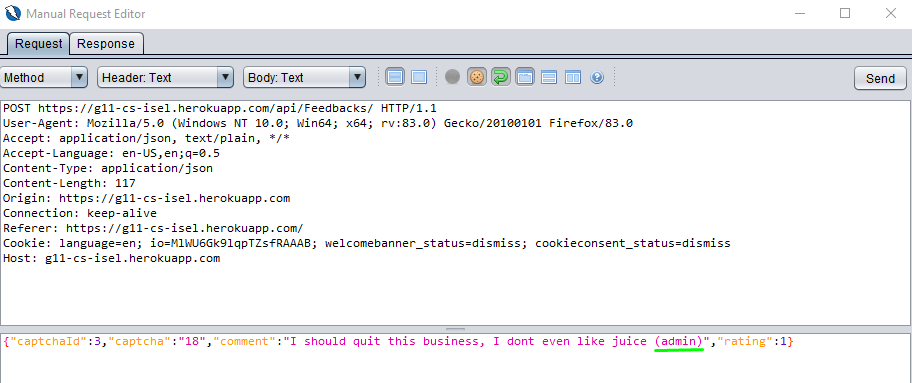 Manual Request Editor
Request Response
Method Header: Text Body: Text Send
POST https://g11-cs-isel.herokuapp.com/api/Feedbacks/ HTTP/1.1
User-Agent: Mozilla/5.0 (Windows NT 10.0; Win64; x64; rv:83.0) Gecko/20100101 Firefox/83.0
Accept: application/json, text/plain, */*
Accept-Language: en-US,en;q=0.5
Content-Type: application/json
Content-Length: 117
Origin: https://g11-cs-isel.herokuapp.com
Connection: keep-alive
Referer: https://g11-cs-isel.herokuapp.com/
Cookie: language=en; io=MlWU6Gk9lqpTZsfRAAAB; welcomebanner_status=dismiss; cookieconsent_status=dismiss
Host: g11-cs-isel.herokuapp.com
{"captchaId":3,"captcha":"18","comment":"I should quit this business, I dont even like juice (admin)","rating":1}